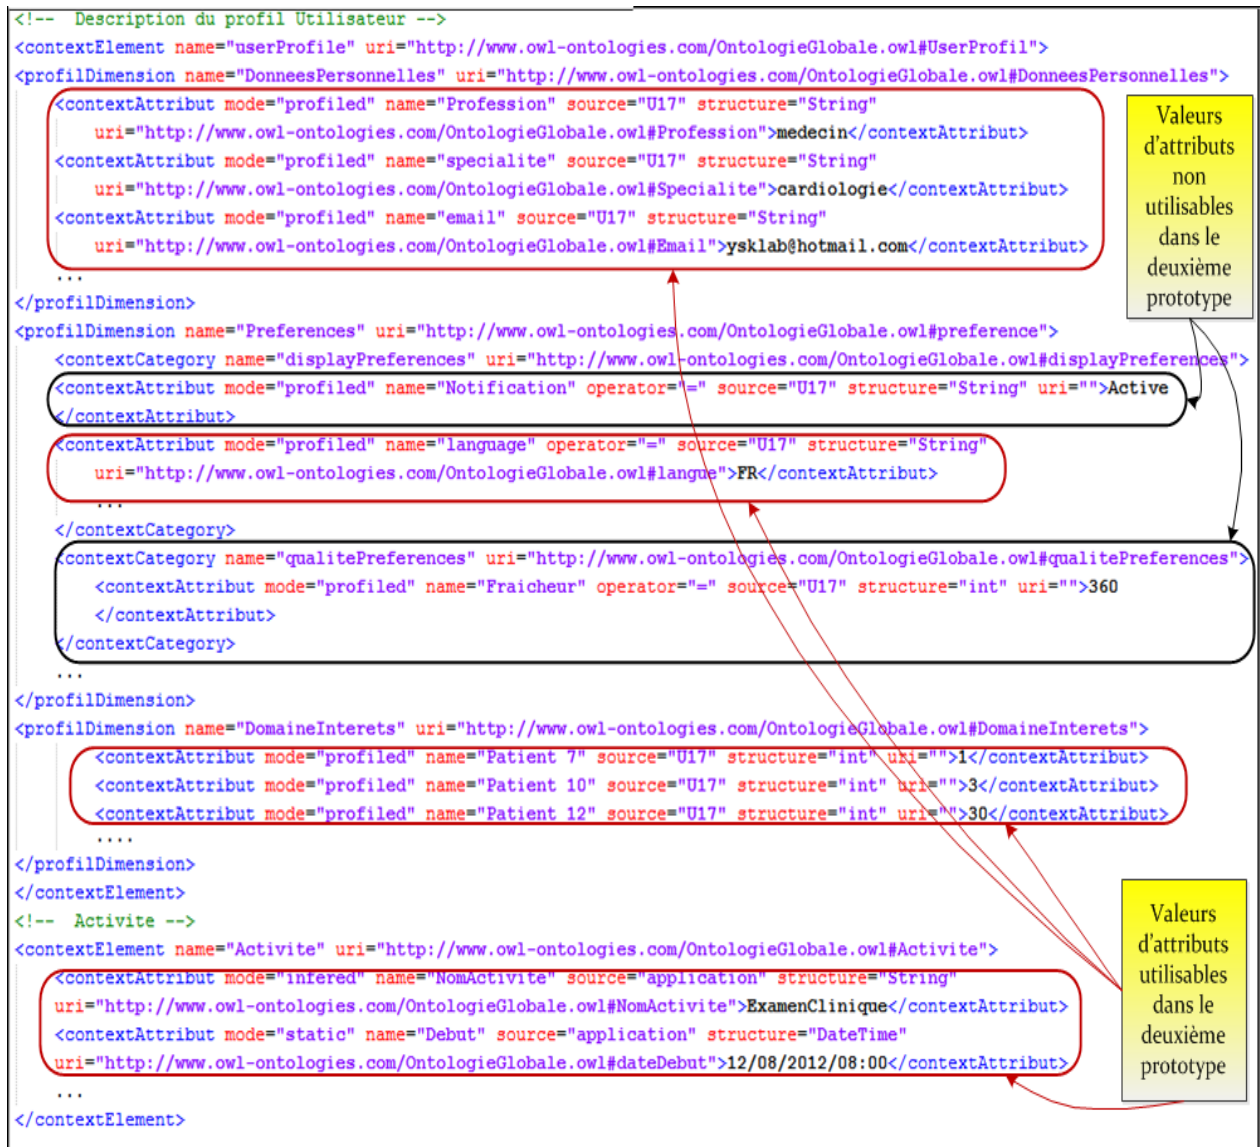 <!-- Description du profil Utilisateur -->
<contextElement name="userProfile" uri="http://www.owl-ontologies.com/OntologieGlobale.owl#UserProfil">
<profilDimension name="DonneesPersonnelles" uri="http://www.owl-ontologies.com/OntologieGlobale.owl#DonneesPersonnelles">
<contextAttribut mode="profiled" name="Profession" source="U17" structure="String"
uri="http://www.owl-ontologies.com/OntologieGlobale.owl#Profession">medecin</contextAttribut>
<contextAttribut mode="profiled" name="specialite" source="U17" structure="String"
uri="http://www.owl-ontologies.com/OntologieGlobale.owl#Specialite">cardiologie</contextAttribut>
<contextAttribut mode="profiled" name="email" source="U17" structure="String"
uri="http://www.owl-ontologies.com/OntologieGlobale.owl#Email">ysklab@hotmail.com</contextAttribut>
...
</profilDimension>
<profilDimension name="Preferences" uri="http://www.owl-ontologies.com/OntologieGlobale.owl#preference">
<contextCategory name="displayPreferences" uri="http://www.owl-ontologies.com/OntologieGlobale.owl#displayPreferences">
<contextAttribut mode="profiled" name="Notification" operator="=" source="U17" structure="String" uri="">Active
</contextAttribut>
<contextAttribut mode="profiled" name="language" operator="=" source="U17" structure="String"
uri="http://www.owl-ontologies.com/OntologieGlobale.owl#langue">FR</contextAttribut>
...
</contextCategory>
<contextCategory name="qualitePreferences" uri="http://www.owl-ontologies.com/OntologieGlobale.owl#qualitePreferences">
<contextAttribut mode="profiled" name="Fraicheur" operator="=" source="U17" structure="int" uri="">360
</contextAttribut>
</contextCategory>
...
</profilDimension>
<profilDimension name="DomaineInterets" uri="http://www.owl-ontologies.com/OntologieGlobale.owl#DomaineInterets">
<contextAttribut mode="profiled" name="Patient 7" source="U17" structure="int" uri="">1</contextAttribut>
<contextAttribut mode="profiled" name="Patient 10" source="U17" structure="int" uri="">3</contextAttribut>
<contextAttribut mode="profiled" name="Patient 12" source="U17" structure="int" uri="">30</contextAttribut>
....
</profilDimension>
</contextElement>
<!-- Activite -->
<contextElement name="Activite" uri="http://www.owl-ontologies.com/OntologieGlobale.owl#Activite">
<contextAttribut mode="infered" name="NomActivite" source="application" structure="String"
uri="http://www.owl-ontologies.com/OntologieGlobale.owl#NomActivite">ExamenClinique</contextAttribut>
<contextAttribut mode="static" name="Debut" source="application" structure="DateTime"
uri="http://www.owl-ontologies.com/OntologieGlobale.owl#dateDebut">12/08/2012/08:00</contextAttribut>
...
</contextElement>
Valeurs
d'attributs
non
utilisables
dans le
deuxième
prototype
Valeurs
d'attributs
utilisables
dans le
deuxième
prototype